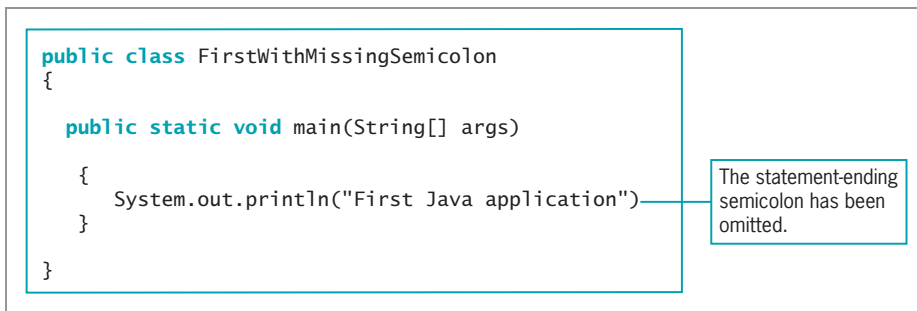 public class FirstWithMissingSemicolon
{
public static void main(String[] args)
{
System.out.println("First Java application")
}
}
The statement-ending
semicolon has been
omitted.